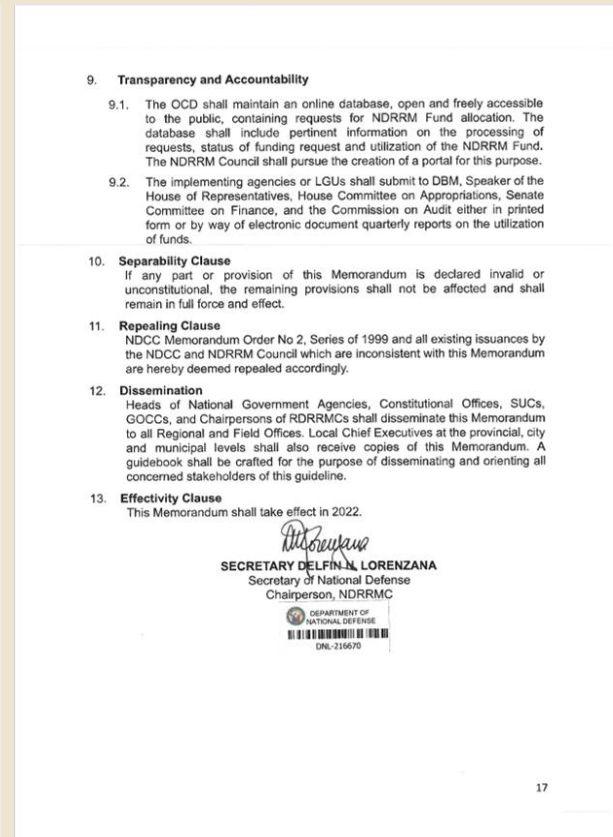 9. Transparency and Accountability
9.1. The OCD shall maintain an online database, open and freely accessible
to the public, containing requests for NDRRM Fund allocation. The
database shall include pertinent information on the processing of
requests, status of funding request and utilization of the NDRRM Fund.
The NDRRM Council shall pursue the creation of a portal for this purpose.
9.2. The implementing agencies or LGUs shall submit to DBM, Speaker of the
House of Representatives, House Committee on Appropriations, Senate
Committee on Finance, and the Commission on Audit either in printed
form or by way of electronic document quarterly reports on the utilization
of funds.
10. Separability Clause
If any part or provision of this Memorandum is declared invalid or
unconstitutional, the remaining provisions shall not be affected and shall
remain in full force and effect.
11. Repealing Clause
NDCC Memorandum Order No 2, Series of 1999 and all existing issuances by
the NDCC and NDRRM Council which are inconsistent with this Memorandum
are hereby deemed repealed accordingly.
12. Dissemination
Heads of National Government Agencies, Constitutional Offices, SUCs,
GOCCs, and Chairpersons of RDRRMCs shall disseminate this Memorandum
to all Regional and Field Offices. Local Chief Executives at the provincial, city
and municipal levels shall also receive copies of this Memorandum. A
guidebook shall be crafted for the purpose of disseminating and orienting all
concerned stakeholders of this guideline.
13. Effectivity Clause
This Memorandum shall take effect in 2022.
SECRETARY DELFIN N. LORENZANA
Secretary of National Defense
Chairperson, NDRRMC
DEPARTMENT OF
NATIONAL DEFENSE
DNL-216670
17